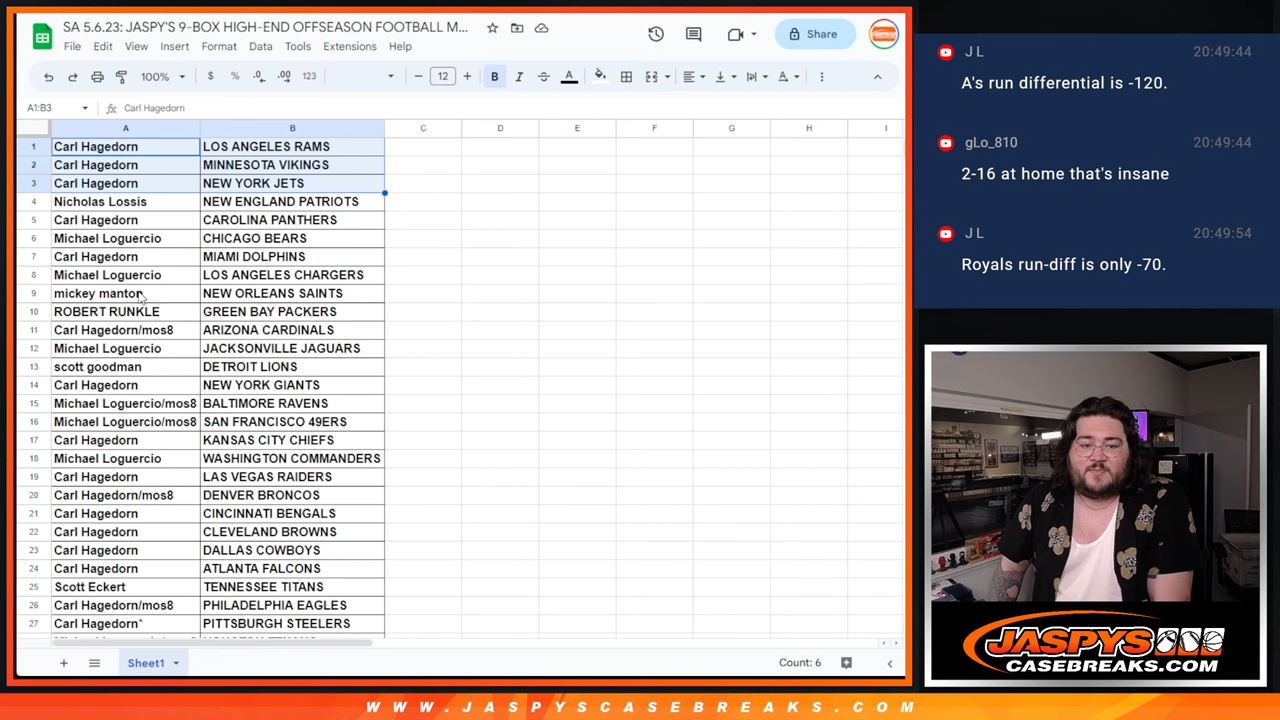 SA 5.6.23: JASPY'S 9-BOX HIGH-END OFFSEASON FOOTBALL M...
File Edit View Insert Format Data Tools Extensions Help
Share
100% $ % .0 .00 123 12 B I A
A1:B3 fx Carl Hagedorn
A B C D E F G H I
1 Carl Hagedorn LOS ANGELES RAMS
2 Carl Hagedorn MINNESOTA VIKINGS
3 Carl Hagedorn NEW YORK JETS
4 Nicholas Lossis NEW ENGLAND PATRIOTS
5 Carl Hagedorn CAROLINA PANTHERS
6 Michael Loguercio CHICAGO BEARS
7 Carl Hagedorn MIAMI DOLPHINS
8 Michael Loguercio LOS ANGELES CHARGERS
9 mickey manton NEW ORLEANS SAINTS
10 ROBERT RUNKLE GREEN BAY PACKERS
11 Carl Hagedorn/mos8 ARIZONA CARDINALS
12 Michael Loguercio JACKSONVILLE JAGUARS
13 scott goodman DETROIT LIONS
14 Carl Hagedorn NEW YORK GIANTS
15 Michael Loguercio/mos8 BALTIMORE RAVENS
16 Michael Loguercio/mos8 SAN FRANCISCO 49ERS
17 Carl Hagedorn KANSAS CITY CHIEFS
18 Michael Loguercio WASHINGTON COMMANDERS
19 Carl Hagedorn LAS VEGAS RAIDERS
20 Carl Hagedorn/mos8 DENVER BRONCOS
21 Carl Hagedorn CINCINNATI BENGALS
22 Carl Hagedorn CLEVELAND BROWNS
23 Carl Hagedorn DALLAS COWBOYS
24 Carl Hagedorn ATLANTA FALCONS
25 Scott Eckert TENNESSEE TITANS
26 Carl Hagedorn/mos8 PHILADELPHIA EAGLES
27 Carl Hagedorn* PITTSBURGH STEELERS
Sheet1
Count: 6
J L 20:49:44
A's run differential is -120.
gLo_810 20:49:44
2-16 at home that's insane
J L 20:49:54
Royals run-diff is only -70.
JASPYS
CASEBREAKS.COM
WWW.JASPYSCASEBREAKS.COM